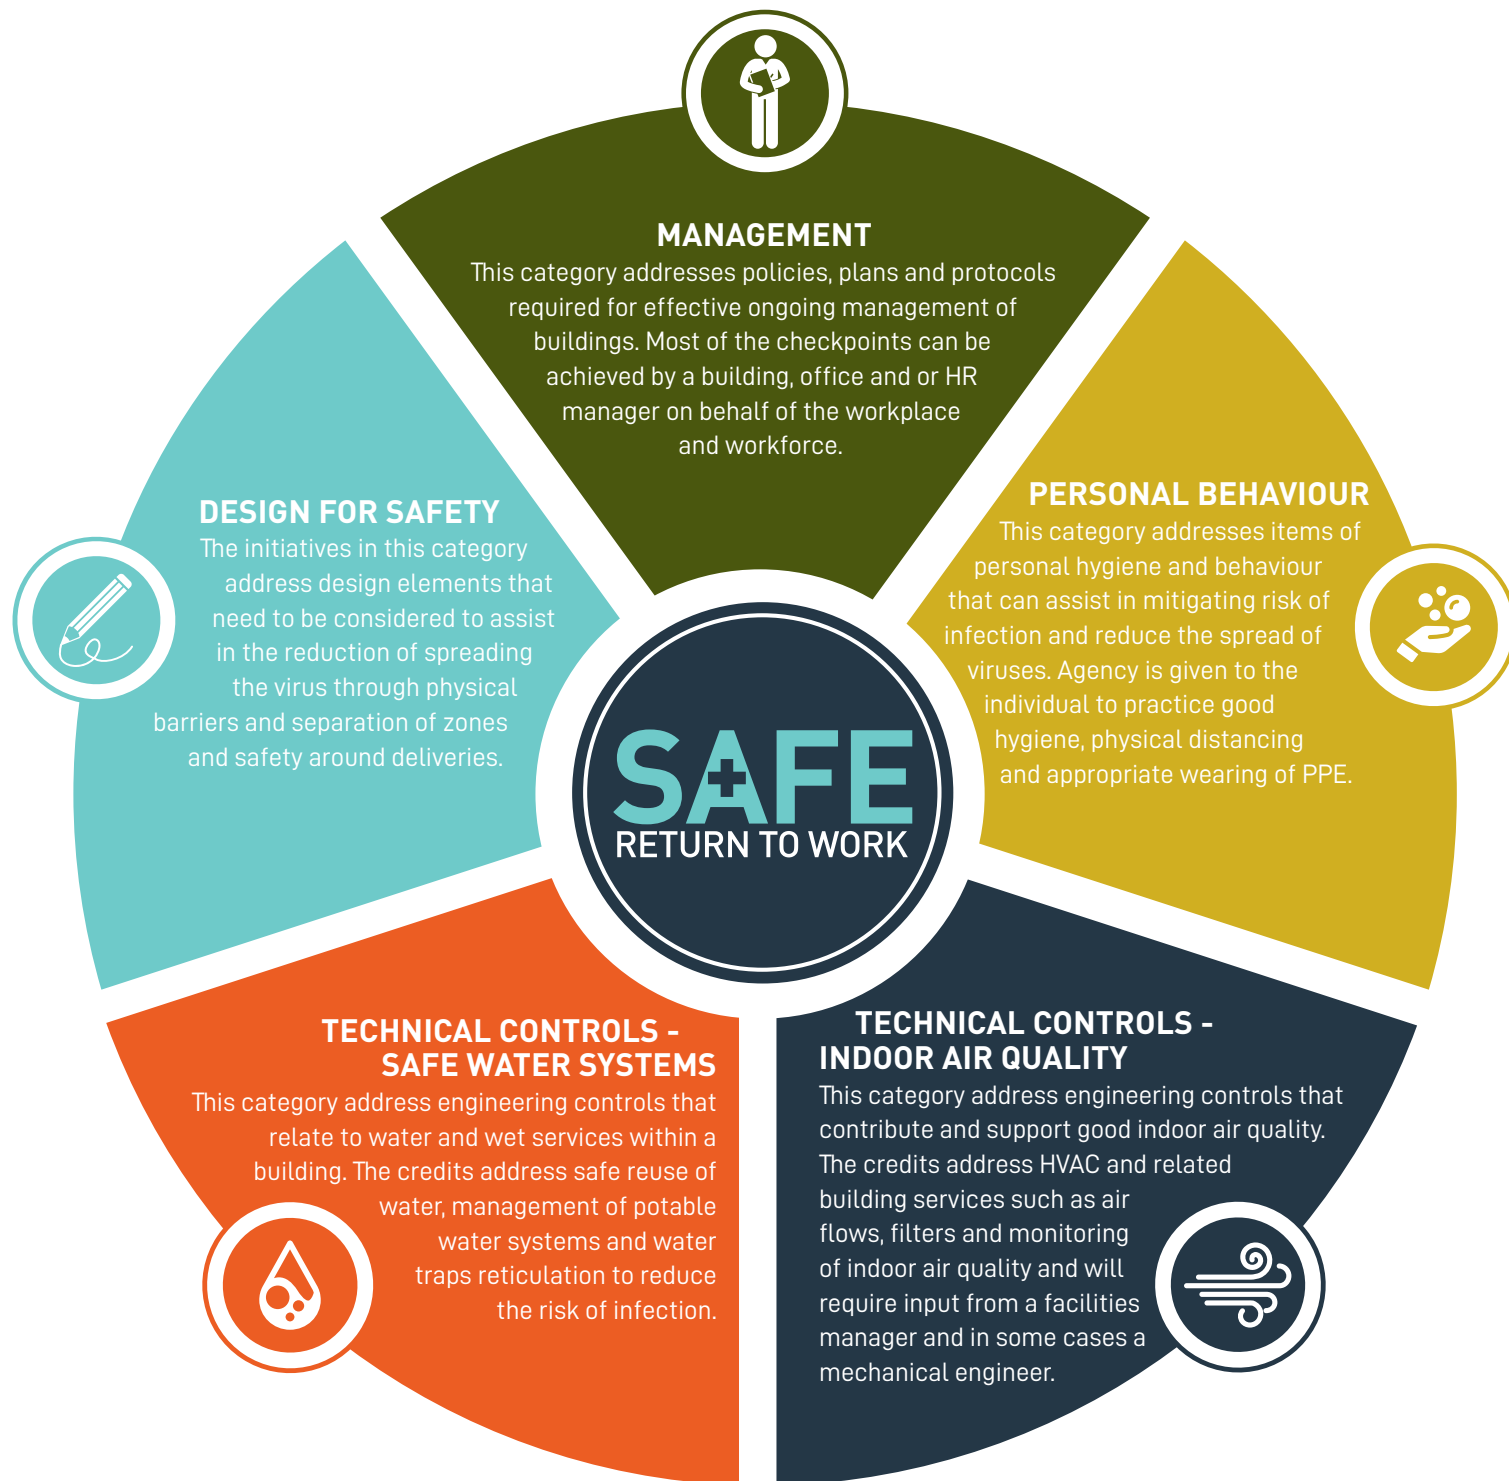 MANAGEMENT
This category addresses policies, plans and protocols
required for effective ongoing management of
buildings. Most of the checkpoints can be
achieved by a building, office and or HR
manager on behalf of the workplace
and workforce.
PERSONAL BEHAVIOUR
This category addresses items of
personal hygiene and behaviour
that can assist in mitigating risk of
infection and reduce the spread of
viruses. Agency is given to the
individual to practice good
hygiene, physical distancing
and appropriate wearing of PPE.
TECHNICAL CONTROLS -
INDOOR AIR QUALITY
This category address engineering controls that
contribute and support good indoor air quality.
The credits address HVAC and related
building services such as air
flows, filters and monitoring
of indoor air quality and will
require input from a facilities
manager and in some cases a
mechanical engineer.
TECHNICAL CONTROLS -
SAFE WATER SYSTEMS
This category address engineering controls that
relate to water and wet services within a
building. The credits address safe reuse of
water, management of potable
water systems and water
traps reticulation to reduce
the risk of infection.
DESIGN FOR SAFETY
The initiatives in this category
address design elements that
need to be considered to assist
in the reduction of spreading
the virus through physical
barriers and separation of zones
and safety around deliveries.
SAFE
RETURN TO WORK